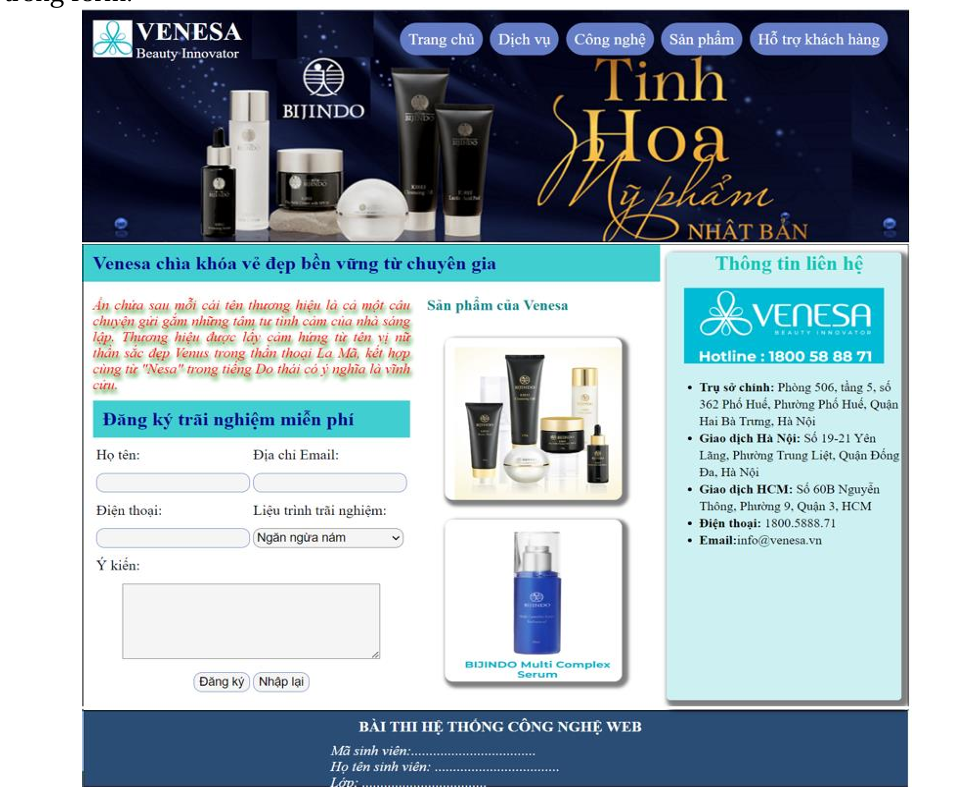 trong form.
VENESA
Beauty Innovator
Trang chủ
Dịch vụ
Công nghệ
Sản phẩm
Hỗ trợ khách hàng
BIJINDO
Tinh
Hoa
Mỹ phẩm
NHẬT BẢN
Venesa chìa khóa vẻ đẹp bền vững từ chuyên gia
Ẩn chứa sau mỗi cái tên thương hiệu là cả một câu
chuyện gửi gắm những tâm tư tình cảm của nhà sáng
lập. Thương hiệu được lấy cảm hứng từ tên vị nữ
thần sắc đẹp Venus trong thần thoại La Mã, kết hợp
cùng từ "Nesa" trong tiếng Do thái có ý nghĩa là vĩnh
cửu.
Đăng ký trãi nghiệm miễn phí
Họ tên:
Địa chỉ Email:
Điện thoại:
Liệu trình trãi nghiệm:
Ngăn ngừa nám
Ý kiến:
Đăng ký
Nhập lại
Sản phẩm của Venesa
BIJINDO
BIJINDO Multi Complex
Serum
Thông tin liên hệ
VENESA
BEAUTY INNOVATOR
Hotline : 1800 58 88 71
• Trụ sở chính: Phòng 506, tầng 5, số
362 Phố Huế, Phường Phố Huế, Quận
Hai Bà Trưng, Hà Nội
• Giao dịch Hà Nội: Số 19-21 Yên
Lãng, Phường Trung Liệt, Quận Đống
Đa, Hà Nội
• Giao dịch HCM: Số 60B Nguyễn
Thông, Phường 9, Quận 3, HCM
• Điện thoại: 1800.5888.71
• Email:info@venesa.vn
BÀI THI HỆ THỐNG CÔNG NGHỆ WEB
Mã sinh viên:..................................
Họ tên sinh viên: ..................................
Lớp: ..................................